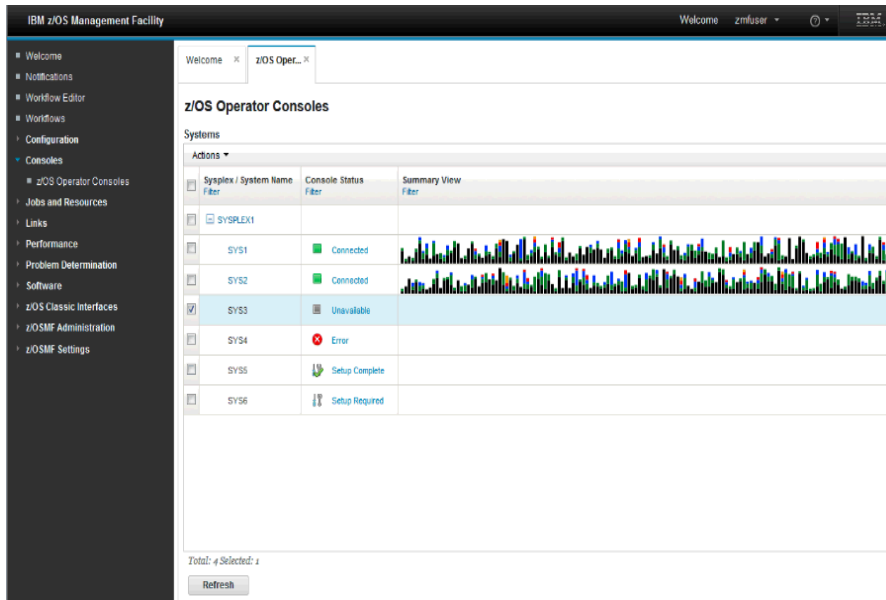 IBM z/OS Management Facility
Welcome zmfuser
IBM.
Welcome
Notifications
Workflow Editor
Workflows
Configuration
Consoles
z/OS Operator Consoles
Jobs and Resources
Links
Performance
Problem Determination
Software
z/OS Classic Interfaces
z/OSMF Administration
z/OSMF Settings
Welcome z/OS Oper...
z/OS Operator Consoles
Systems
Actions
Sysplex / System Name Console Status Summary View
Filter Filter Filter
SYSPLEX1
SYS1 Connected
SYS2 Connected
SYS3 Unavailable
SYS4 Error
SYS5 Setup Complete
SYS6 Setup Required
Total: 4 Selected: 1
Refresh